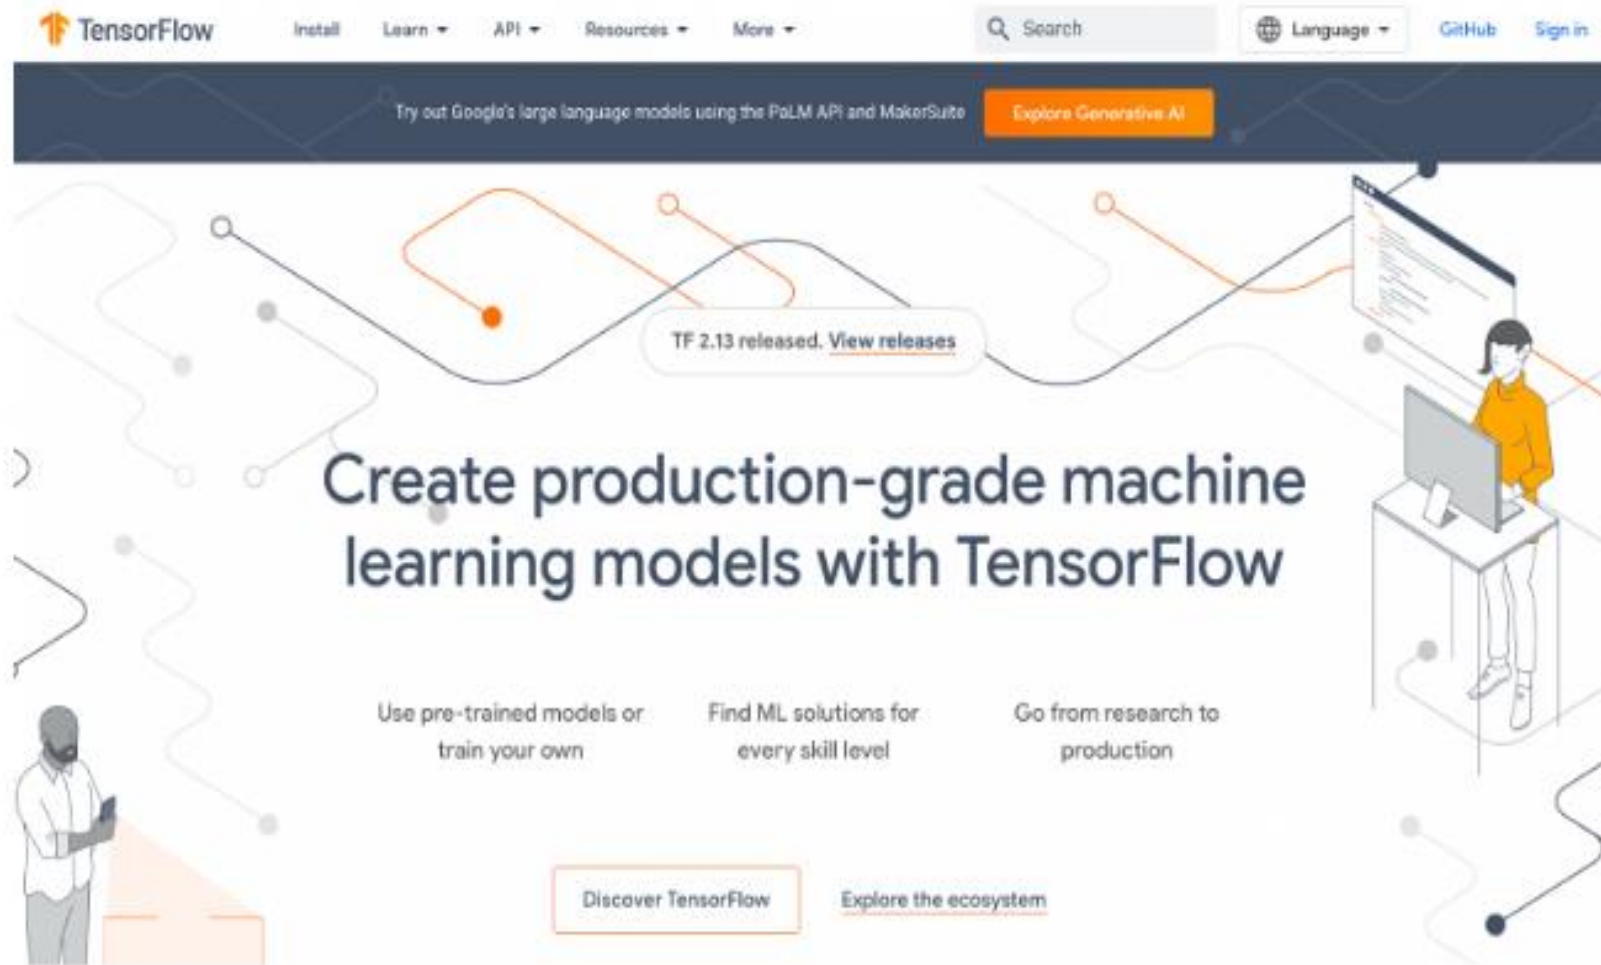 TensorFlow Install Learn API Resources More Search Language GitHub Sign in
Try out Google's large language models using the PaLM API and MakerSuite Explore Generative AI
TF 2.13 released. View releases
Create production-grade machine
learning models with TensorFlow
Use pre-trained models or
train your own
Find ML solutions for
every skill level
Go from research to
production
Discover TensorFlow Explore the ecosystem